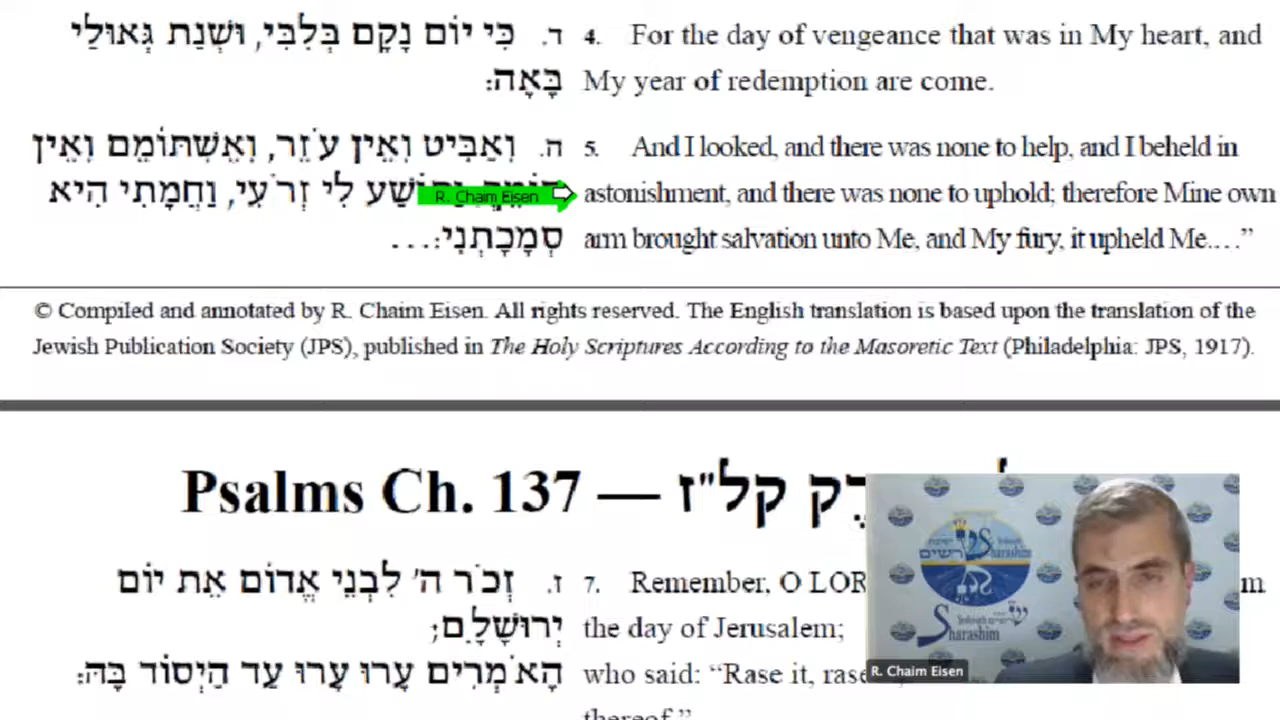 ד. כִּי יוֹם נָקָם בְּלִבִּי, וּשְׁנַת גְּאוּלַי
בָּאָה:
4. For the day of vengeance that was in My heart, and
My year of redemption are come.
ה. וְאַבִּיט וְאֵין עֹזֵר, וְאֶשְׁתּוֹמֵם וְאֵין
לִי זְרֹעִי, וַחֲמָתִי הִיא
סְמָכָתְנִי:...
5. And I looked, and there was none to help, and I beheld in
astonishment, and there was none to uphold; therefore Mine own
arm brought salvation unto Me, and My fury, it upheld Me.…”
R. Chaim Eisen
© Compiled and annotated by R. Chaim Eisen. All rights reserved. The English translation is based upon the translation of the
Jewish Publication Society (JPS), published in The Holy Scriptures According to the Masoretic Text (Philadelphia: JPS, 1917).
Psalms Ch. 137 — קל"ז
ז. זְכֹר ה' לִבְנֵי אֱדוֹם אֵת יוֹם
יְרוּשָׁלִָם;
הָאֹמְרִים עָרוּ עָרוּ עַד הַיְסוֹד בָּהּ:
7. Remember, O
the day of Jerusalem;
who said: “Rase it,
thereof.”
שרשים
Sharashim
Sharashim
R. Chaim Eisen